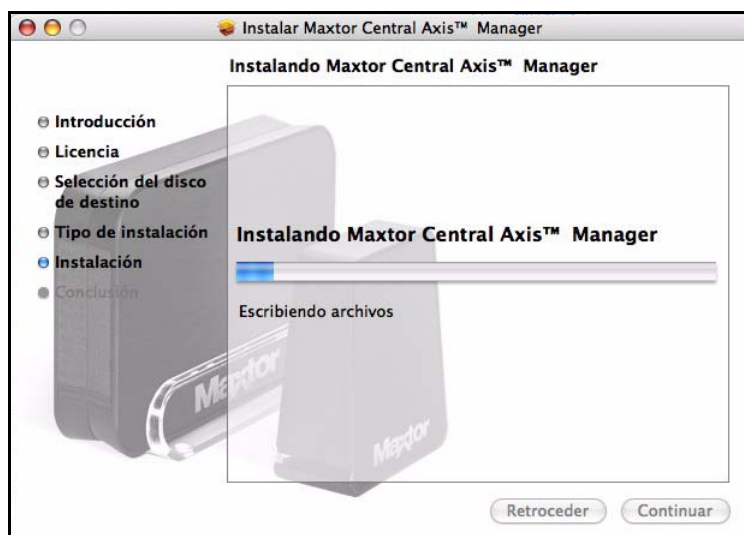 Instalar Maxtor Central Axis™ Manager
Instalando Maxtor Central Axis™ Manager
Introducción
Licencia
Selección del disco
de destino
Tipo de instalación
Instalación
Conclusión
Instalando Maxtor Central Axis™ Manager
Escribiendo archivos
Maxtor
Maxtor
Retroceder
Continuar